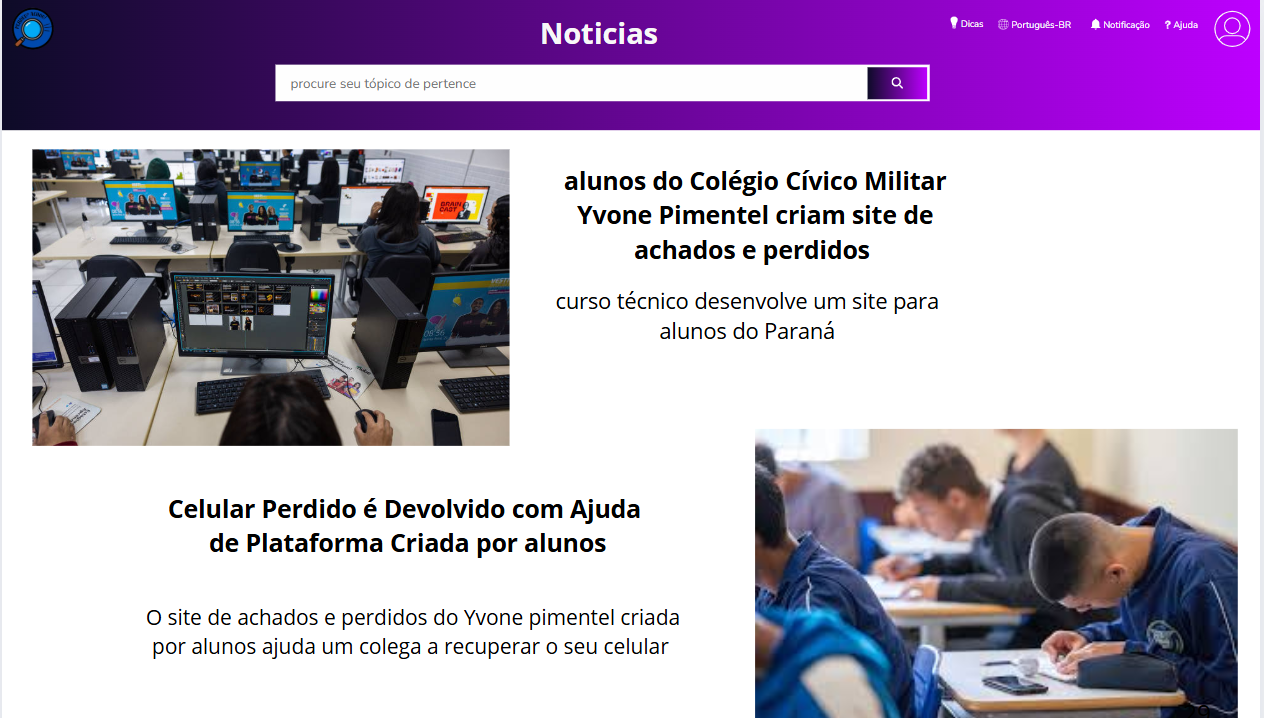 Noticias
Dicas
Português-BR
Notificação
? Ajuda
procure seu tópico de pertence
alunos do Colégio Cívico Militar
Yvone Pimentel criam site de
achados e perdidos
curso técnico desenvolve um site para
alunos do Paraná
BRAIN
CAST
Celular Perdido é Devolvido com Ajuda
de Plataforma Criada por alunos
O site de achados e perdidos do Yvone pimentel criada
por alunos ajuda um colega a recuperar o seu celular